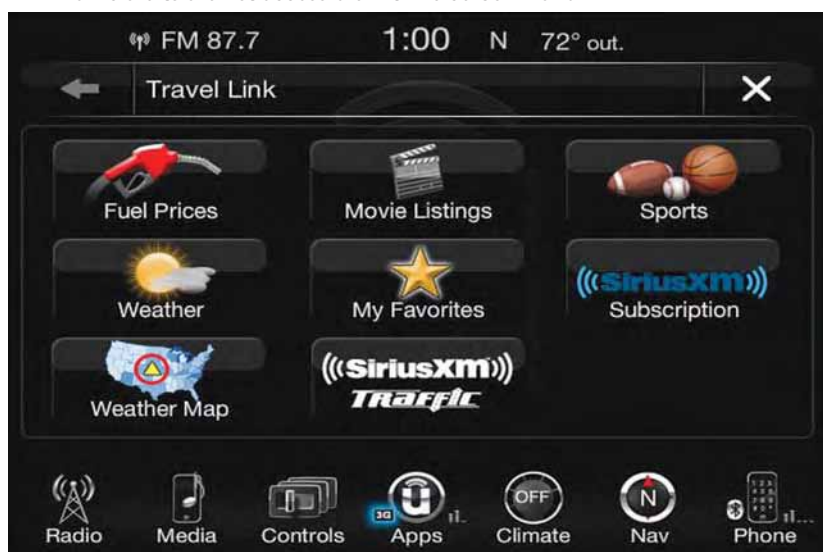 FM 87.7 1:00 N 72° out.
Travel Link
Fuel Prices Movie Listings Sports
Weather My Favorites ((SiriusXM)) Subscription
Weather Map ((SiriusXM)) Traffic
3G OFF N
Radio Media Controls Apps Climate Nav Phone